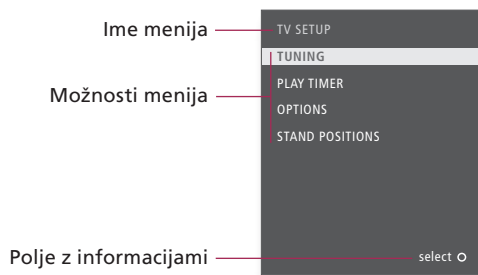 Ime menija
TV SETUP
TUNING
Možnosti menija
PLAY TIMER
OPTIONS
STAND POSITIONS
Polje z informacijami
select